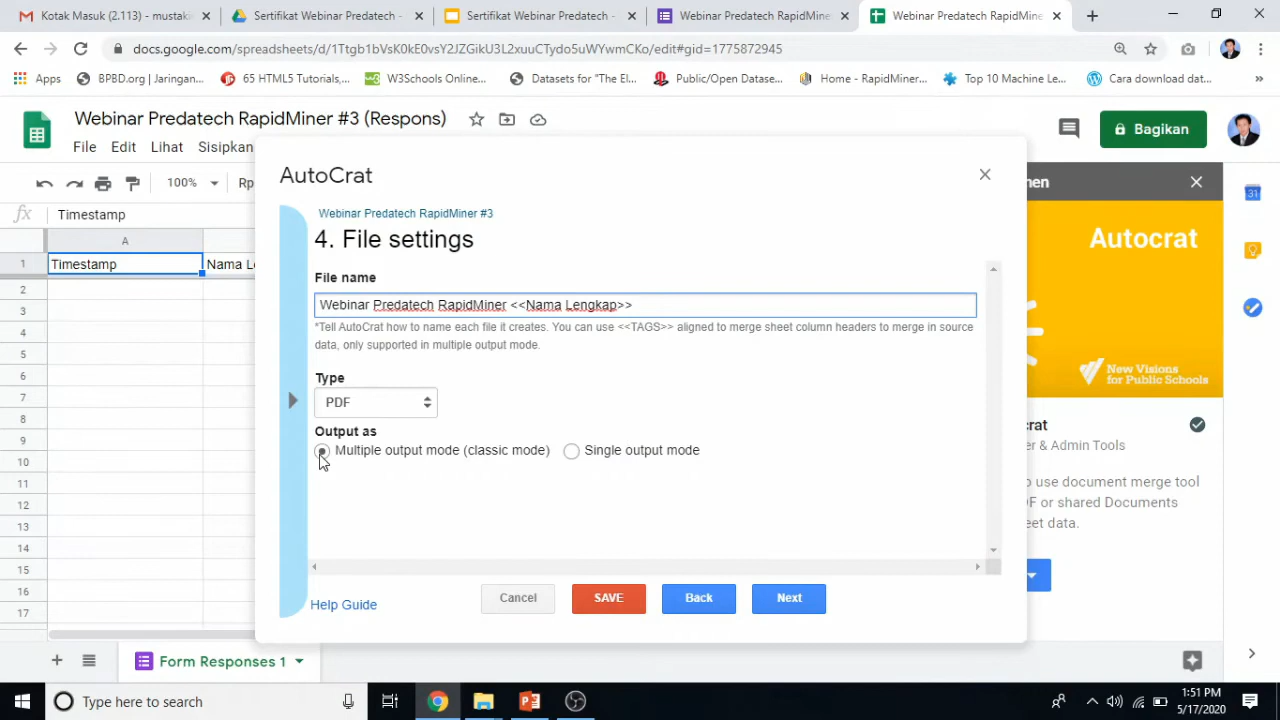 Kotak Masuk (2.113) - mustak
Sertifikat Webinar Predatech
Sertifikat Webinar Predatech -
Webinar Predatech RapidMiner
Webinar Predatech RapidMine
docs.google.com/spreadsheets/d/1Ttgb1bVsK0kE0vsY2JZGikU3L2xuuCTydo5uWYwmCKo/edit#gid=1775872945
Apps
BPBD.org | Jaringan...
65 HTML5 Tutorials,...
W3Schools Online...
Datasets for "The El...
Public/Open Datase...
Home - RapidMiner...
Top 10 Machine Le...
Cara download dat...
»
Webinar Predatech RapidMiner #3 (Respons)
File Edit Lihat Sisipkan
Bagikan
100%
Rp
fx Timestamp
A
1 Timestamp
Nama Le
2
3
4
5
6
7
8
9
10
11
12
13
14
15
16
17
AutoCrat
Webinar Predatech RapidMiner #3
4. File settings
File name
Webinar Predatech RapidMiner <<Nama Lengkap>>
*Tell AutoCrat how to name each file it creates. You can use <<TAGS>> aligned to merge sheet column headers to merge in source
data, only supported in multiple output mode.
Type
PDF
Output as
Multiple output mode (classic mode)
Single output mode
Help Guide
Cancel
SAVE
Back
Next
nen
Autocrat
New Visions
for Public Schools
crat
r & Admin Tools
o use document merge tool
DF or shared Documents
eet data.
31
Form Responses 1
Type here to search
1:51 PM
5/17/2020